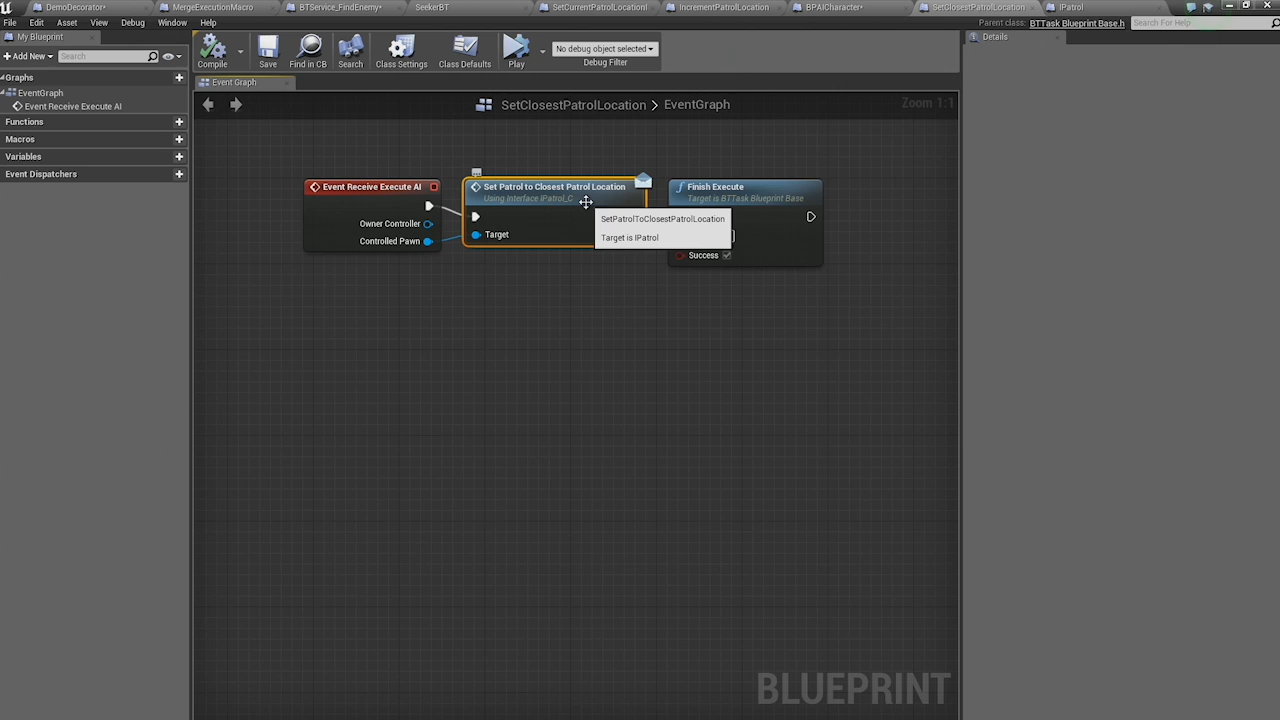 DemoDecorator*
MergeExecutionMacro
BTService_FindEnemy*
SeekerBT
SetCurrentPatrolLocationI
IncrementPatrolLocation
BPAICharacter*
SetClosestPatrolLocation
IPatrol
File Edit Asset View Debug Window Help
Parent class: BTTask Blueprint Base.h
Search For Help
My Blueprint
Details
Add New
Search
Compile
Save
Find in CB
Search
Class Settings
Class Defaults
Play
No debug object selected
Debug Filter
Graphs
EventGraph
Event Receive Execute AI
Functions
Macros
Variables
Event Dispatchers
Event Graph
SetClosestPatrolLocation > EventGraph
Zoom 1:1
Event Receive Execute AI
Owner Controller
Controlled Pawn
Set Patrol to Closest Patrol Location
Using Interface IPatrol_C
Target
SetPatrolToClosestPatrolLocation
Target is IPatrol
Finish Execute
Target is BTTask Blueprint Base
Success
BLUEPRINT